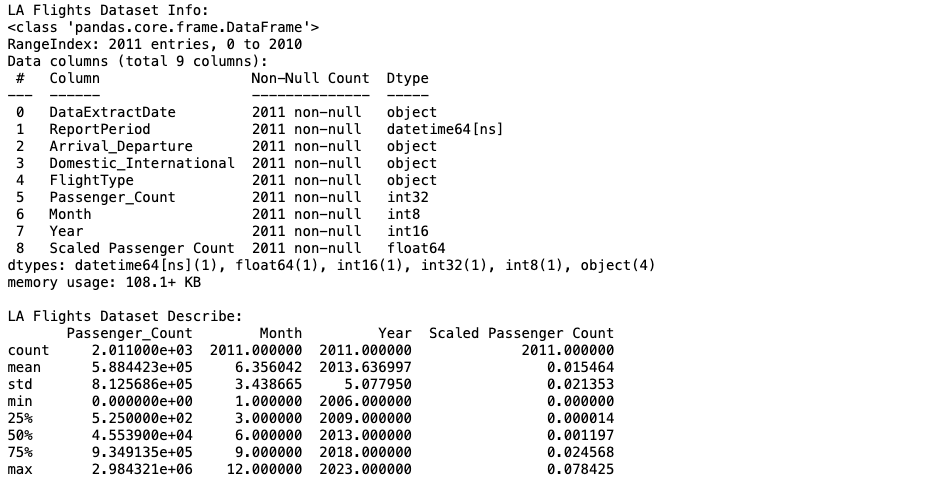 LA Flights Dataset Info:
<class 'pandas.core.frame.DataFrame'>
RangeIndex: 2011 entries, 0 to 2010
Data columns (total 9 columns):
 #   Column                  Non-Null Count  Dtype
---  ------                  --------------  -----
 0   DataExtractDate         2011 non-null   object
 1   ReportPeriod            2011 non-null   datetime64[ns]
 2   Arrival_Departure       2011 non-null   object
 3   Domestic_International  2011 non-null   object
 4   FlightType              2011 non-null   object
 5   Passenger_Count         2011 non-null   int32
 6   Month                   2011 non-null   int8
 7   Year                    2011 non-null   int16
 8   Scaled Passenger Count  2011 non-null   float64
dtypes: datetime64[ns](1), float64(1), int16(1), int32(1), int8(1), object(4)
memory usage: 108.1+ KB

LA Flights Dataset Describe:
       Passenger_Count        Month         Year  Scaled Passenger Count
count     2.011000e+03  2011.000000  2011.000000             2011.000000
mean      5.884423e+05     6.356042  2013.636997                0.015464
std       8.125686e+05     3.438665     5.077950                0.021353
min       0.000000e+00     1.000000  2006.000000                0.000000
25%       5.250000e+02     3.000000  2009.000000                0.000014
50%       4.553900e+04     6.000000  2013.000000                0.001197
75%       9.349135e+05     9.000000  2018.000000                0.024568
max       2.984321e+06    12.000000  2023.000000                0.078425